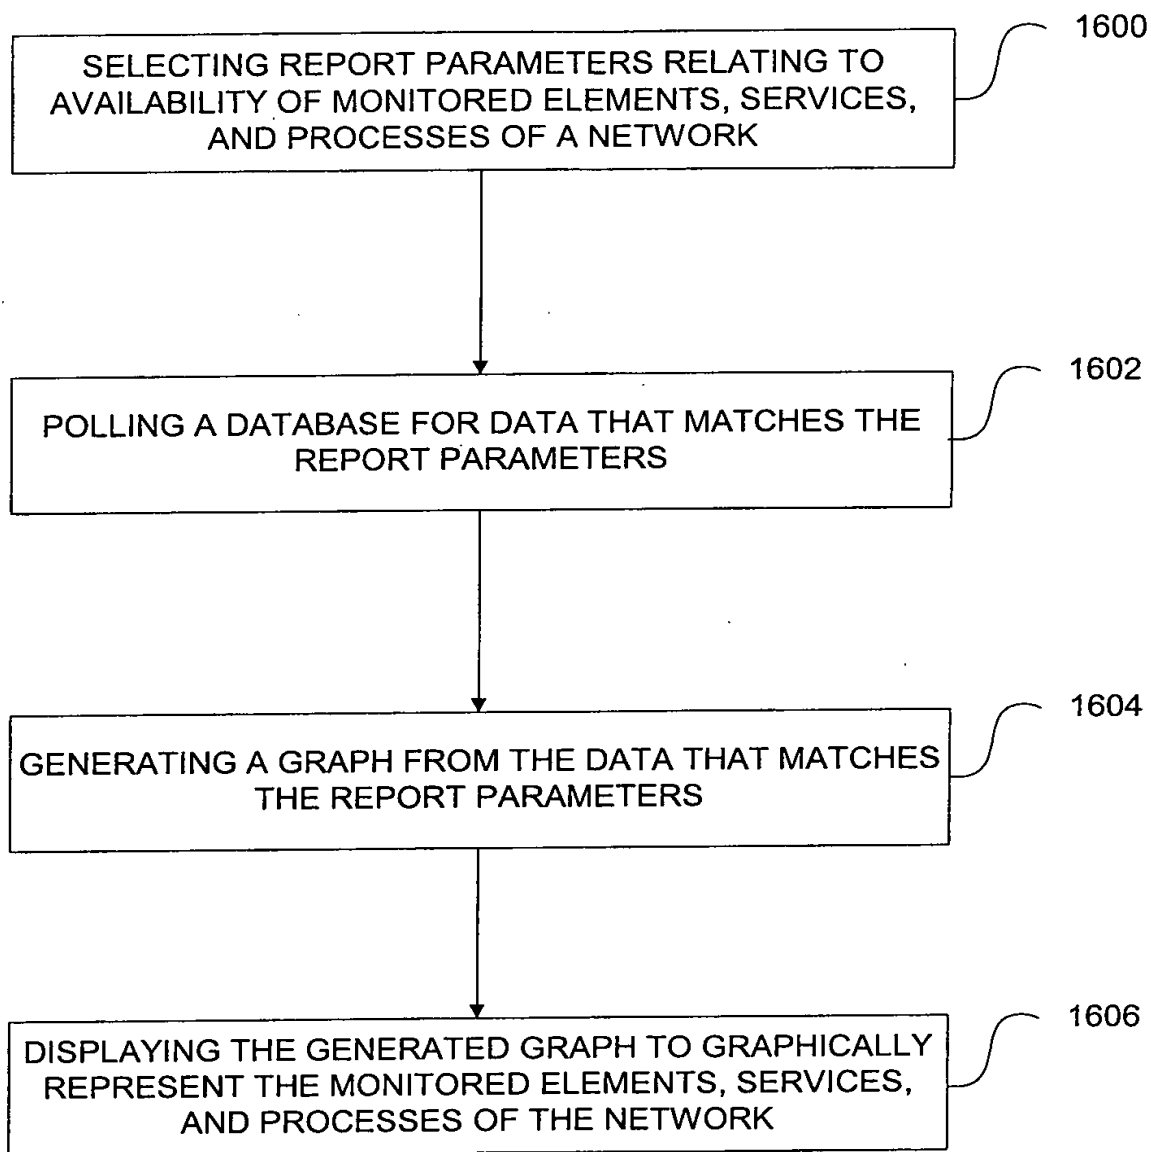 1600
SELECTING REPORT PARAMETERS RELATING TO
AVAILABILITY OF MONITORED ELEMENTS, SERVICES,
AND PROCESSES OF A NETWORK
1602
POLLING A DATABASE FOR DATA THAT MATCHES THE
REPORT PARAMETERS
1604
GENERATING A GRAPH FROM THE DATA THAT MATCHES
THE REPORT PARAMETERS
1606
DISPLAYING THE GENERATED GRAPH TO GRAPHICALLY
REPRESENT THE MONITORED ELEMENTS, SERVICES,
AND PROCESSES OF THE NETWORK